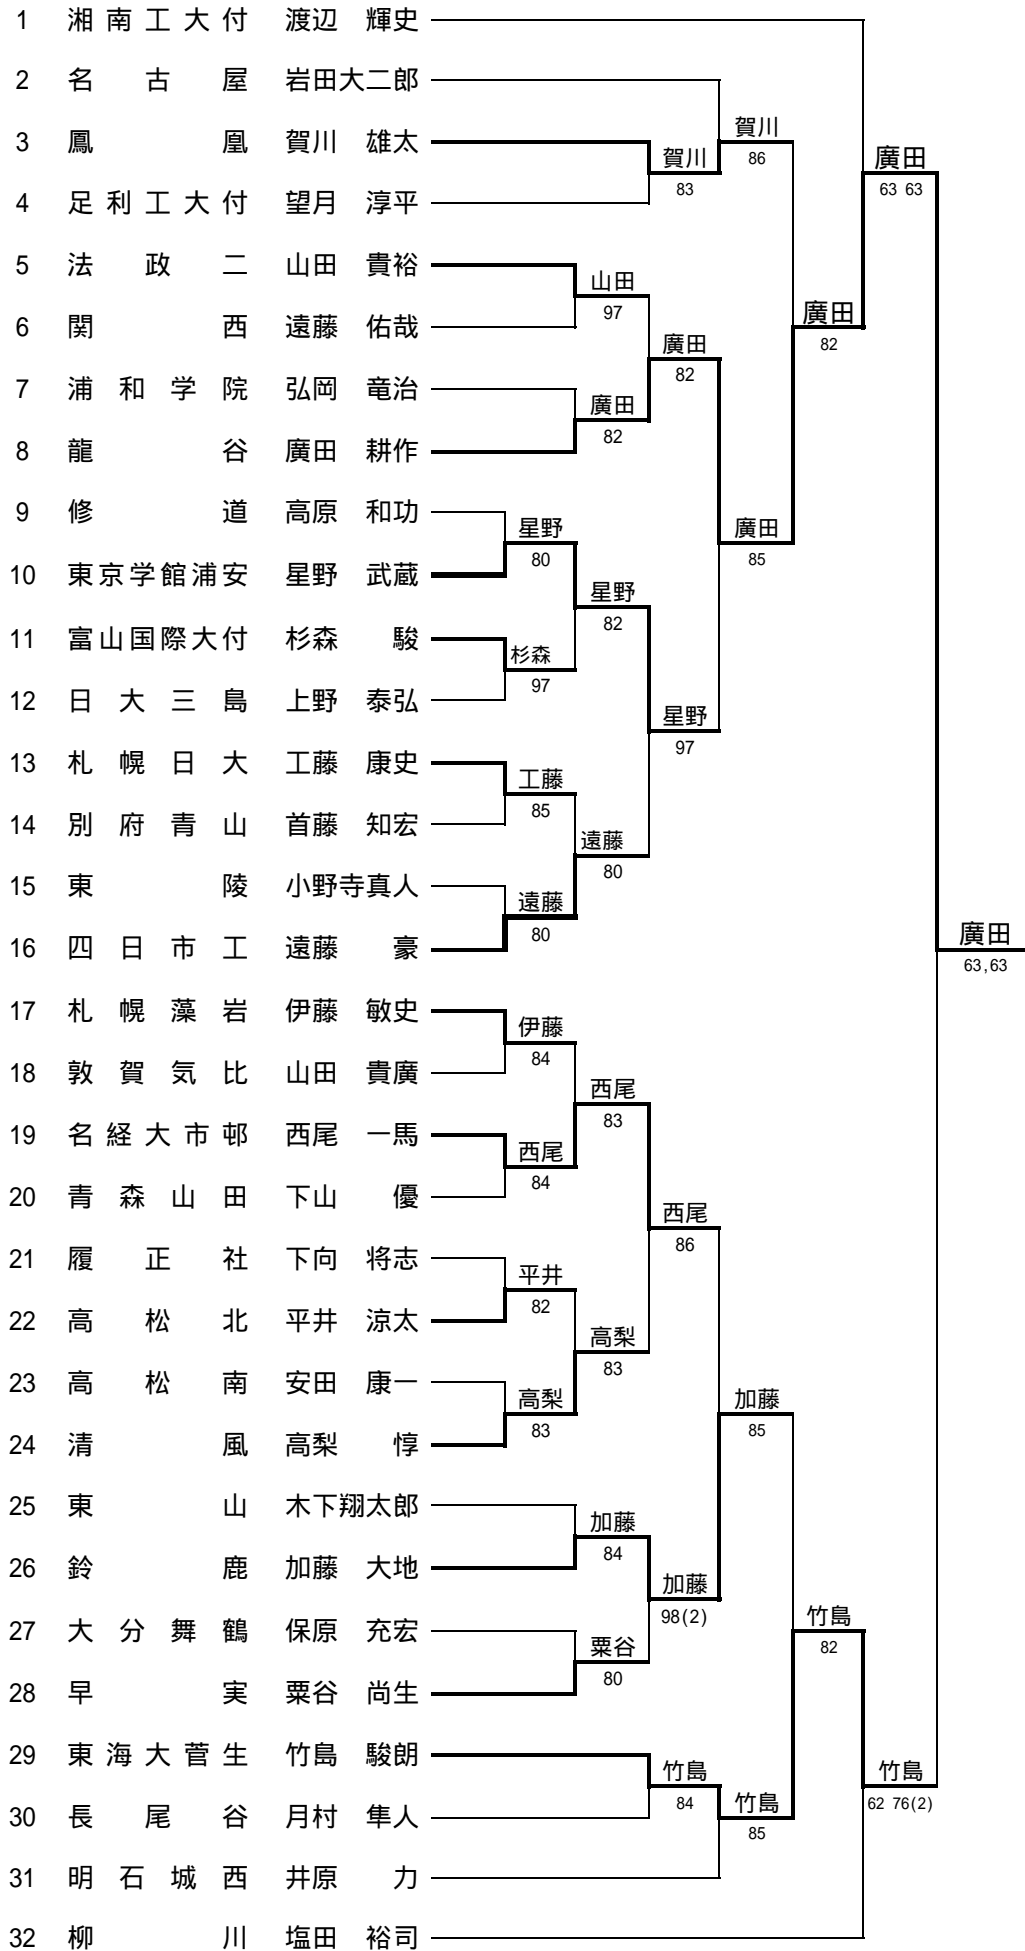 1 湘南工大付 渡辺 輝史
2 名古屋 岩田大二郎
賀川
3 鳳凰 賀川 雄太
賀川 86 廣田
83 63 63
4 足利工大付 望月 淳平
5 法政二 山田 貴裕
山田
97 廣田
6 関西 遠藤 佑哉
廣田 82
82
7 浦和学院 弘岡 竜治
廣田
82
8 龍谷 廣田 耕作
9 修道 高原 和功
星野 廣田
80 85
10 東京学館浦安 星野 武蔵
星野
82
11 富山国際大付 杉森 駿
杉森
97
12 日大三島 上野 泰弘
星野
97
13 札幌日大 工藤 康史
工藤
85
14 別府青山 首藤 知宏
遠藤
80
15 東陵 小野寺真人
遠藤
80
16 四日市工 遠藤 豪
廣田
63,63
17 札幌藻岩 伊藤 敏史
伊藤
84
18 敦賀気比 山田 貴廣
西尾
83
19 名経大市邨 西尾 一馬
西尾
84
20 青森山田 下山 優
西尾
86
21 履正社 下向 将志
平井
82
22 高松北 平井 涼太
高梨
83
23 高松南 安田 康一
高梨 加藤
83 85
24 清風 高梨 惇
25 東山 木下翔太郎
加藤
84
26 鈴鹿 加藤 大地
加藤
98(2) 竹島
27 大分舞鶴 保原 充宏
粟谷 82
80
28 早実 粟谷 尚生
29 東海大菅生 竹島 駿朗
竹島 竹島
84 竹島 62 76(2)
30 長尾谷 月村 隼人
85
31 明石城西 井原 力
32 柳川 塩田 裕司